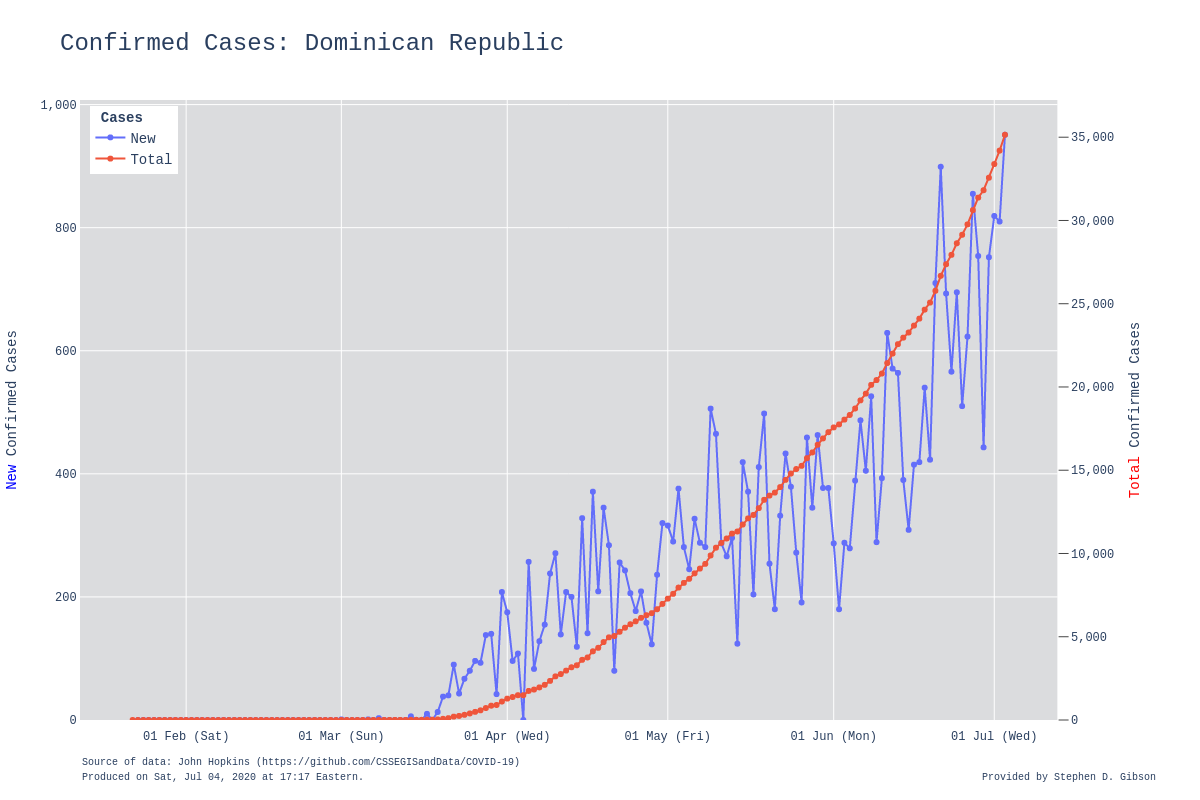 Confirmed Cases: Dominican Republic
Cases
New
Total
1,000
800
600
400
200
0
35,000
30,000
25,000
20,000
15,000
10,000
5,000
0
New Confirmed Cases
Total Confirmed Cases
01 Feb (Sat)
01 Mar (Sun)
01 Apr (Wed)
01 May (Fri)
01 Jun (Mon)
01 Jul (Wed)
Source of data: John Hopkins (https://github.com/CSSEGISandData/COVID-19)
Produced on Sat, Jul 04, 2020 at 17:17 Eastern.
Provided by Stephen D. Gibson